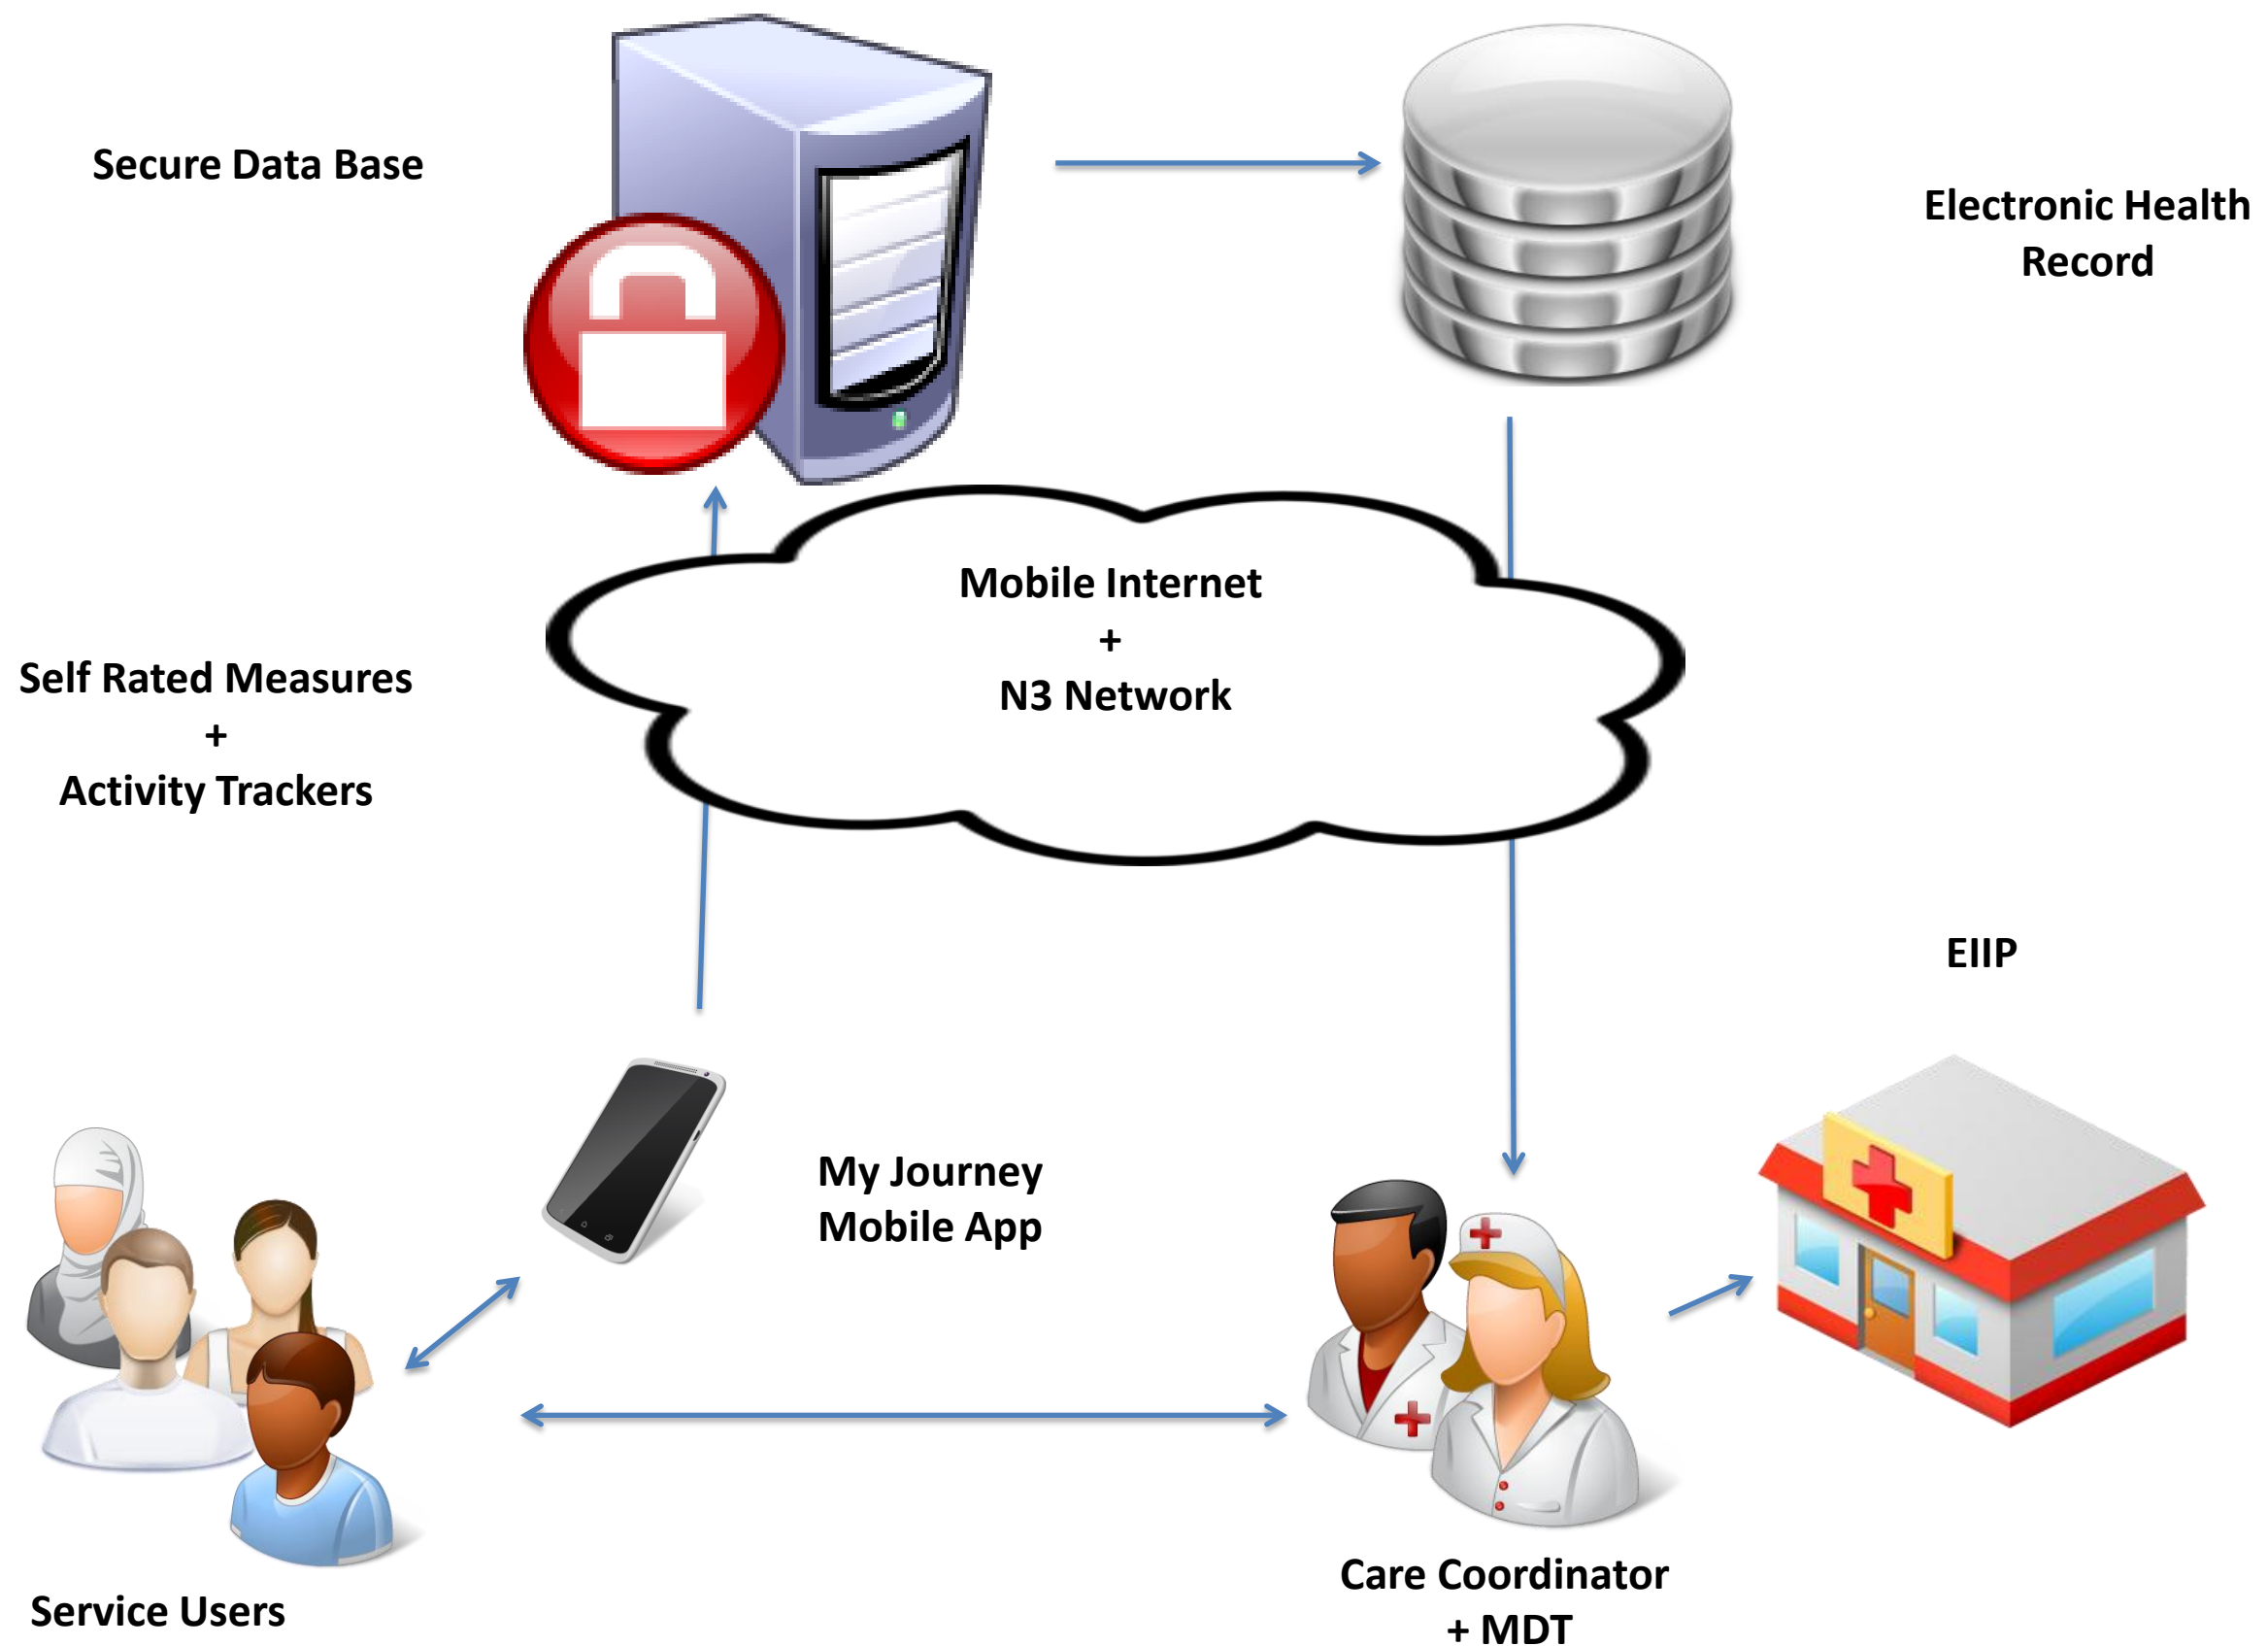 Secure Data Base
Electronic Health
Record
Mobile Internet
+
N3 Network
Self Rated Measures
+
Activity Trackers
EIIP
My Journey
Mobile App
Care Coordinator
+ MDT
Service Users